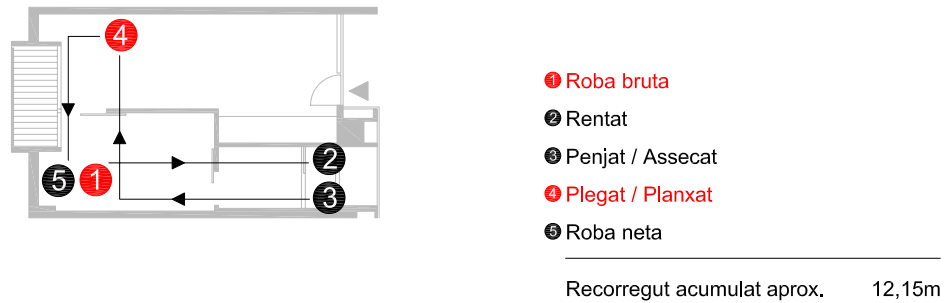 4
5
1
2
3
1 Roba bruta
2 Rentat
3 Penjat / Assecat
4 Plegat / Planxat
5 Roba neta
Recorregut acumulat aprox. 12,15m